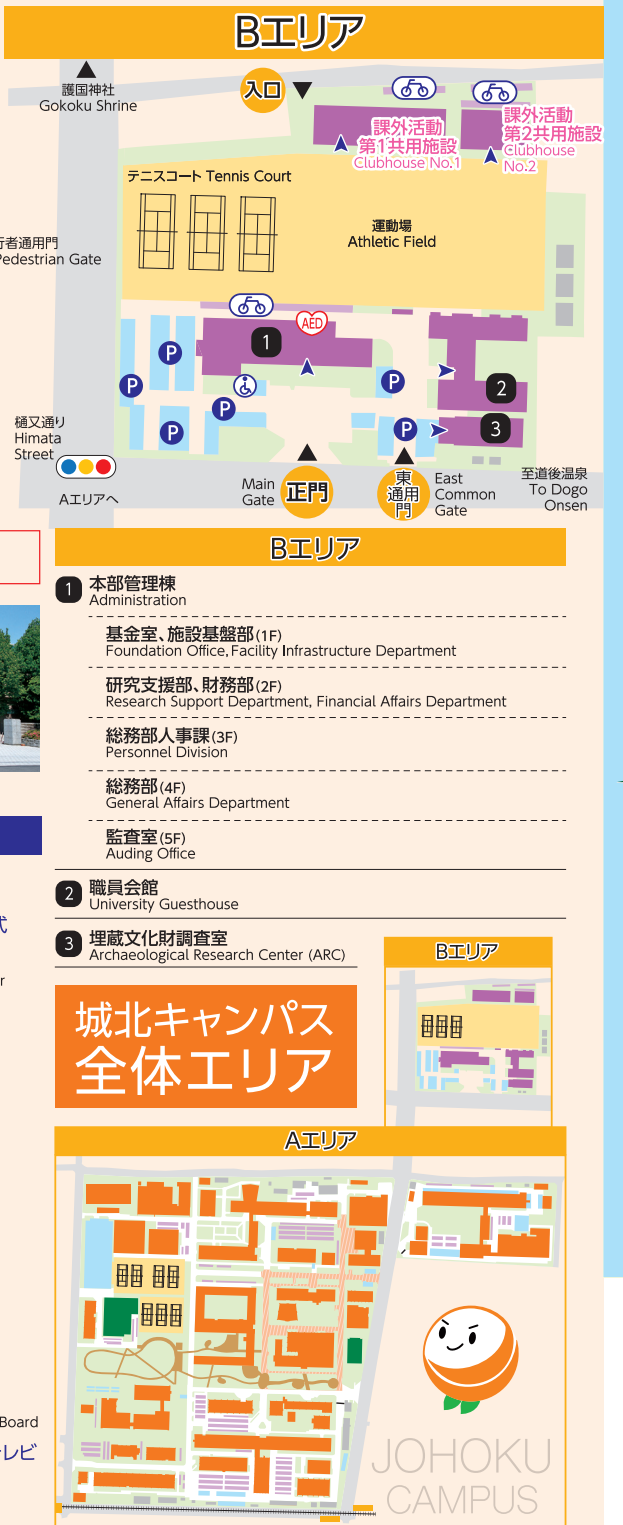 Bエリア
護国神社
Gokoku Shrine
入口
課外活動
第1共用施設
Clubhouse No.1
課外活動
第2共用施設
Clubhouse
No.2
テニスコート Tennis Court
運動場
Athletic Field
行者通用門
Pedestrian Gate
AED
1
P
P
P
P
P
P
2
3
樋又通り
Himata
Street
Aエリアへ
Main
Gate
正門
東
通用
門
East
Common
Gate
至道後温泉
To Dogo
Onsen
Bエリア
1 本部管理棟
Administration
基金室、施設基盤部(1F)
Foundation Office, Facility Infrastructure Department
研究支援部、財務部(2F)
Research Support Department, Financial Affairs Department
総務部人事課(3F)
Personnel Division
総務部(4F)
General Affairs Department
監査室(5F)
Auding Office
2 職員会館
University Guesthouse
3 埋蔵文化財調査室
Archaeological Research Center (ARC)
式
r
Bエリア
城北キャンパス
全体エリア
Aエリア
Board
テレビ
JOHOKU
CAMPUS